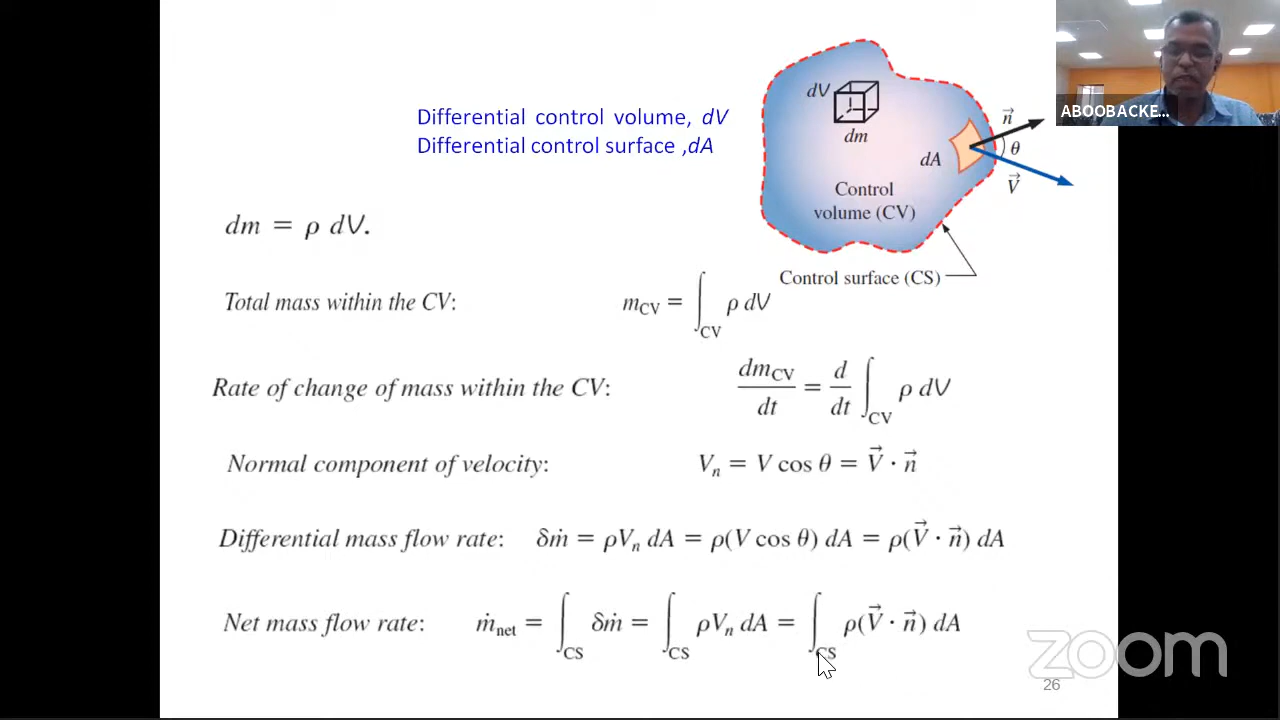 ABOOBACKE...
Differential control volume, dV
Differential control surface ,dA
dV
dm
dA
n⃗
θ
V⃗
Control
volume (CV)
Control surface (CS)
dm = ρ dV.
Total mass within the CV: m_CV = ∫_CV ρ dV
Rate of change of mass within the CV: dm_CV/dt = d/dt ∫_CV ρ dV
Normal component of velocity: V_n = V cos θ = V⃗ · n⃗
Differential mass flow rate: δṁ = ρV_n dA = ρ(V cos θ) dA = ρ(V⃗ · n⃗) dA
Net mass flow rate: ṁ_net = ∫_CS δṁ = ∫_CS ρV_n dA = ∫_CS ρ(V⃗ · n⃗) dA
zoom
26